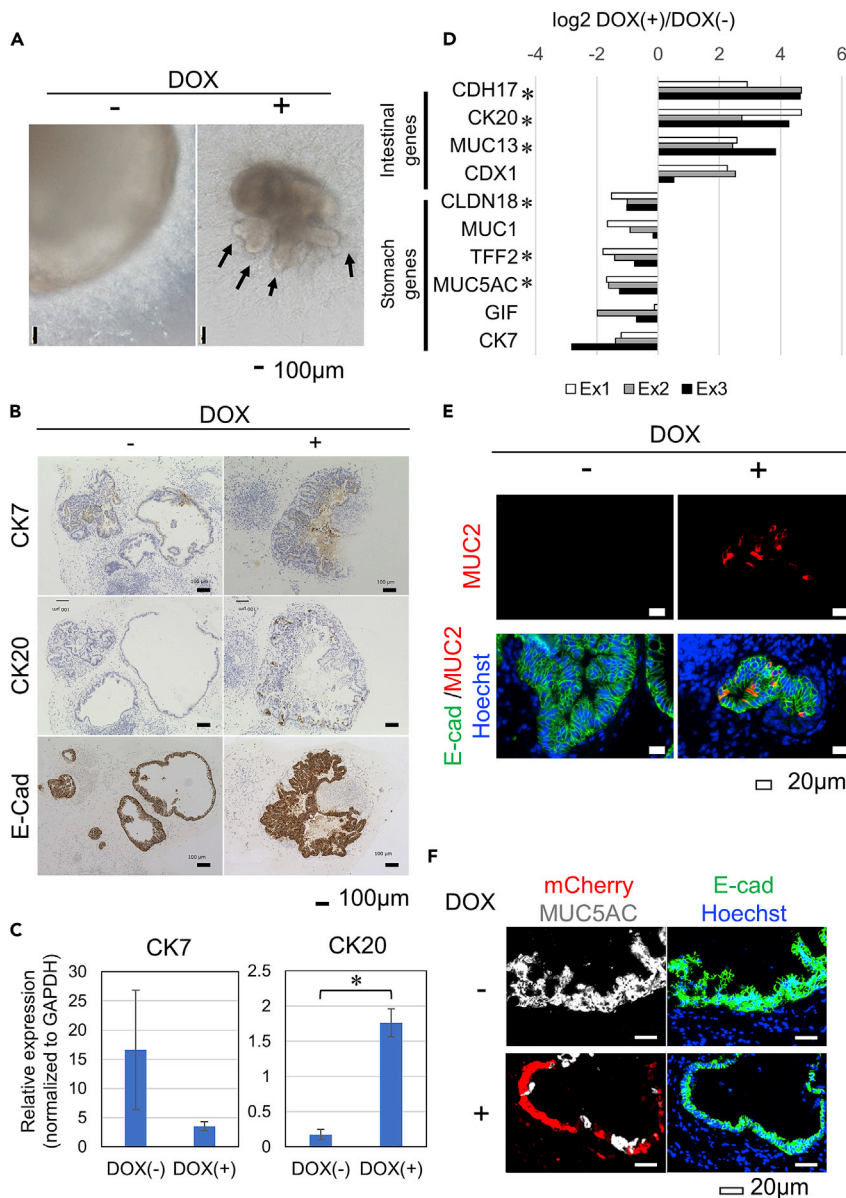 A
DOX
-
+
100μm
B
DOX
-
+
CK7
100 μm
100 μm
CK20
100 μm
100 μm
E-Cad
100 μm
100 μm
100μm
C
CK7
CK20
Relative expression
(normalized to GAPDH)
30
25
20
15
10
5
0
DOX(-)
DOX(+)
2.5
2
1.5
1
0.5
0
*
DOX(-)
DOX(+)
D
log2 DOX(+)/DOX(-)
-4
-2
0
2
4
6
Intestinal
genes
CDH17 *
CK20 *
MUC13 *
CDX1
Stomach
genes
CLDN18 *
MUC1
TFF2 *
MUC5AC *
GIF
CK7
Ex1
Ex2
Ex3
E
DOX
-
+
MUC2
E-cad /MUC2
Hoechst
20μm
F
DOX
mCherry
MUC5AC
E-cad
Hoechst
-
+
20μm